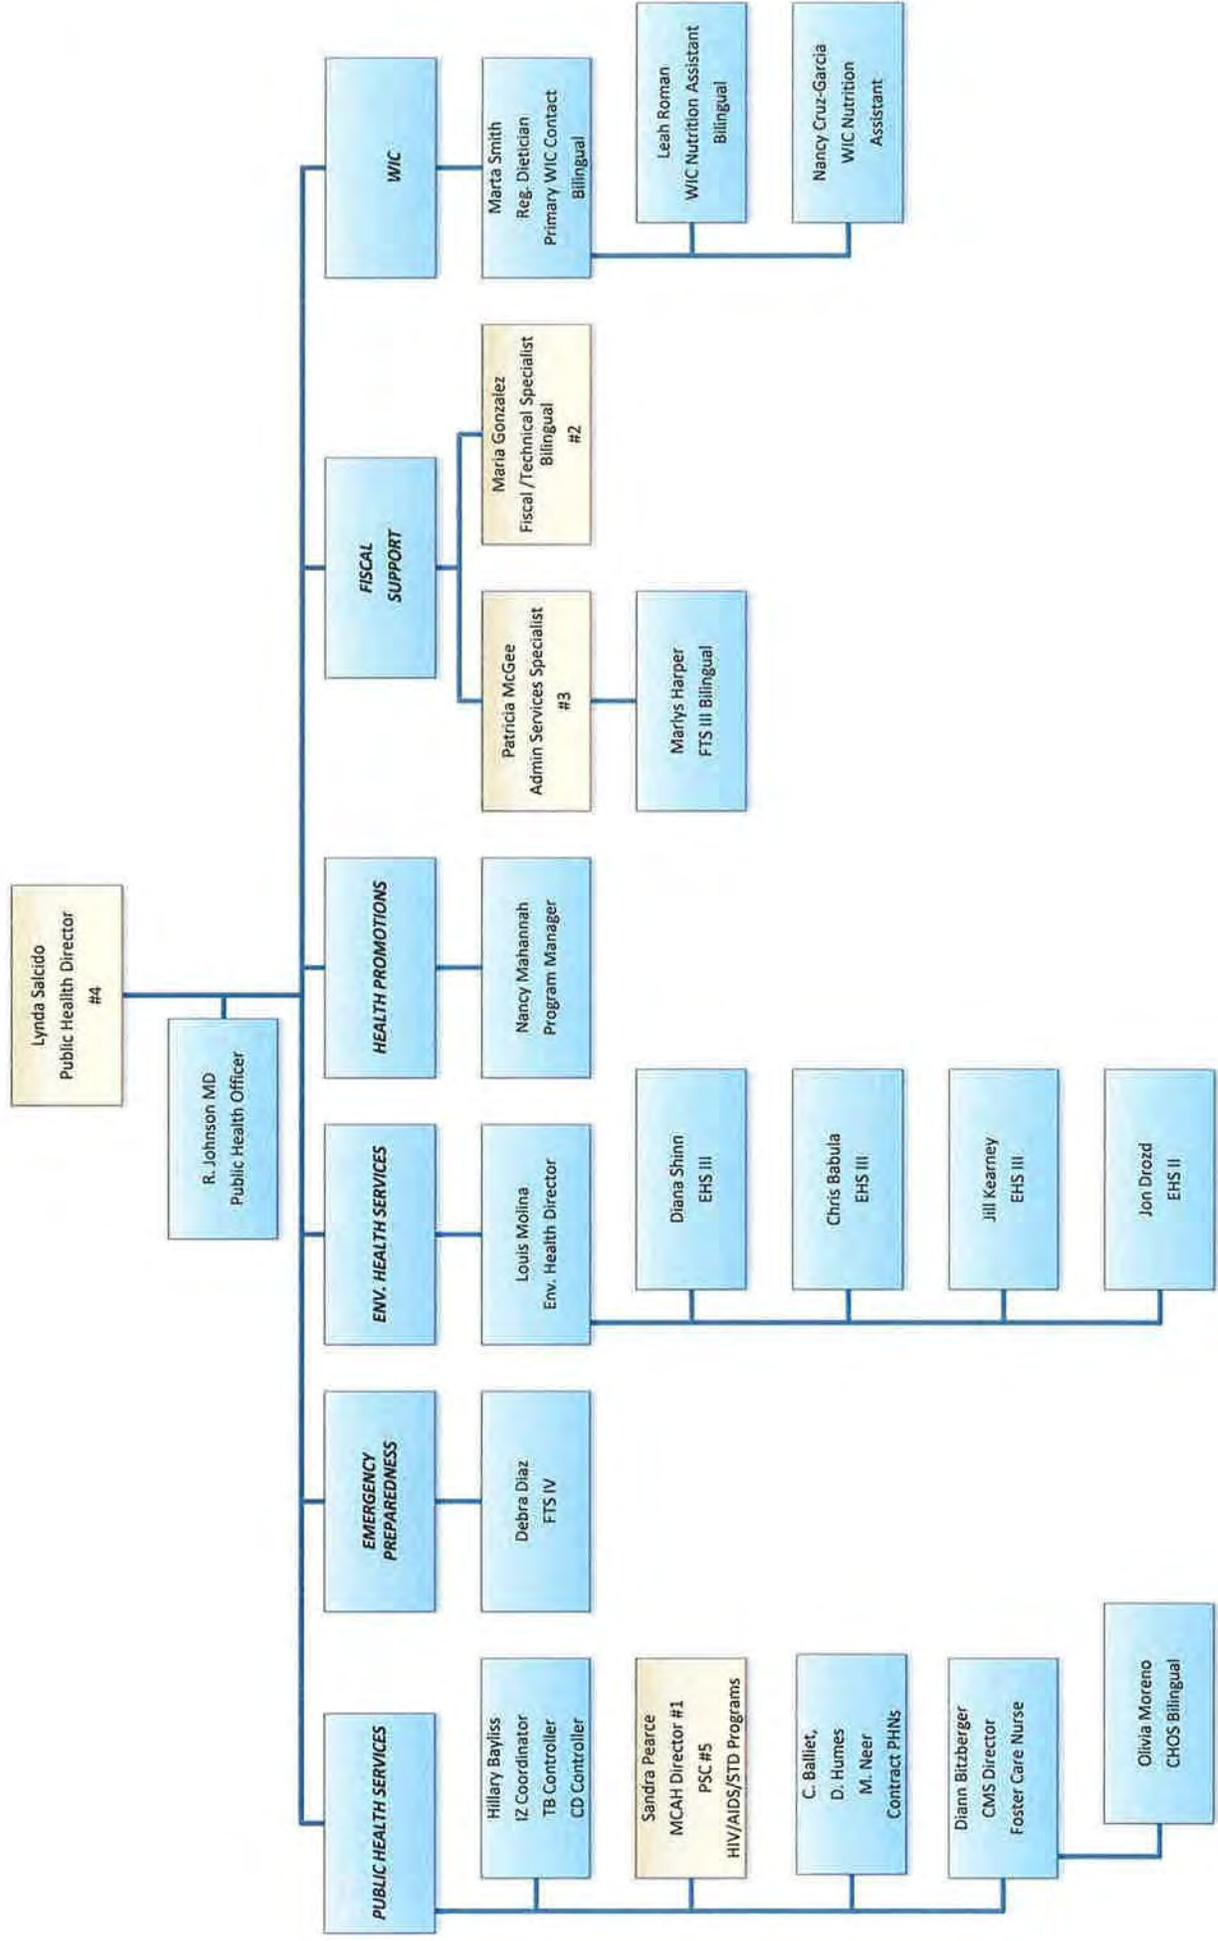 Lynda Salcido
Public Healith Director
#4
R. Johnson MD
Public Health Officer
PUBLIC HEALTH SERVICES
Hillary Bayliss
IZ Coordinator
TB Controller
CD Controller
Sandra Pearce
MCAH Director #1
PSC #5
HIV/AIDS/STD Programs
C. Balliet,
D. Humes
M. Neer
Contract PHNs
Diann Bitzberger
CMS Director
Foster Care Nurse
Olivia Moreno
CHOS Bilingual
EMERGENCY
PREPAREDNESS
Debra Diaz
FTS IV
ENV. HEALTH SERVICES
Louis Molina
Env. Health Director
Diana Shinn
EHS III
Chris Babula
EHS III
Jill Kearney
EHS III
Jon Drozd
EHS II
HEALTH PROMOTIONS
Nancy Mahannah
Program Manager
FISCAL
SUPPORT
Patricia McGee
Admin Services Specialist
#3
Marlys Harper
FTS III Bilingual
Maria Gonzalez
Fiscal /Technical Specialist
Bilingual
#2
WIC
Marta Smith
Reg. Dietician
Primary WIC Contact
Bilingual
Leah Roman
WIC Nutrition Assistant
Bilingual
Nancy Cruz-Garcia
WIC Nutrition
Assistant